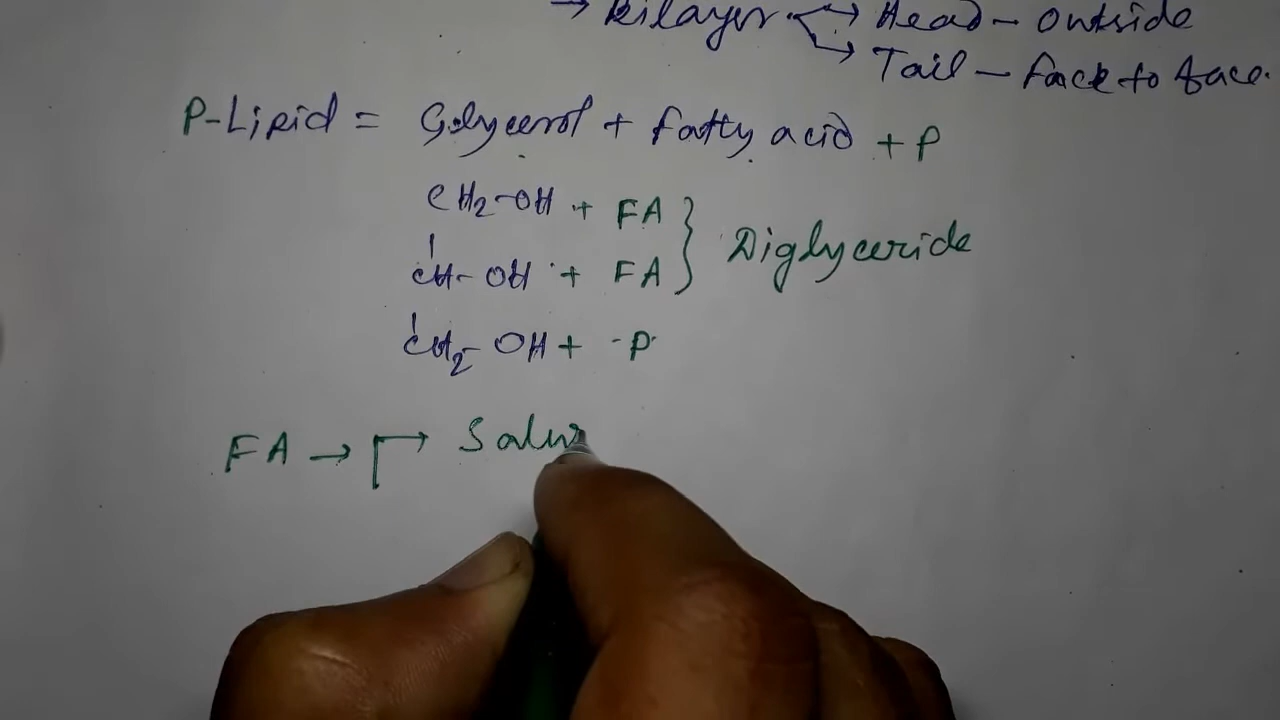 → Bilayer → Head - Outside
→ Tail - Face to face.
P-Lipid = Glycerol + Fatty acid + P
CH2-OH + FA } Diglyceride
CH-OH + FA
CH2-OH + -P
FA → → Satur